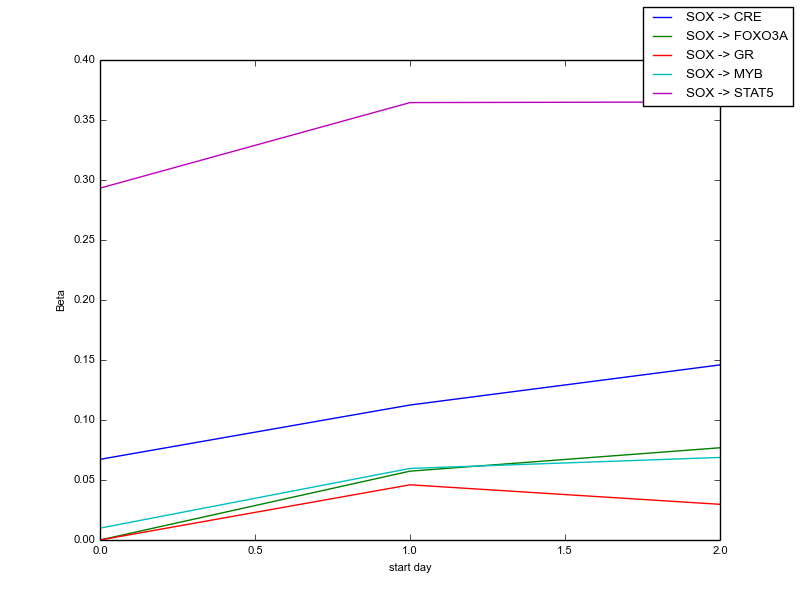 SOX -> CRE
SOX -> FOXO3A
SOX -> GR
SOX -> MYB
SOX -> STAT5
0.40
0.35
0.30
0.25
0.20
0.15
0.10
0.05
0.00
Beta
0.0 0.5 1.0 1.5 2.0
start day